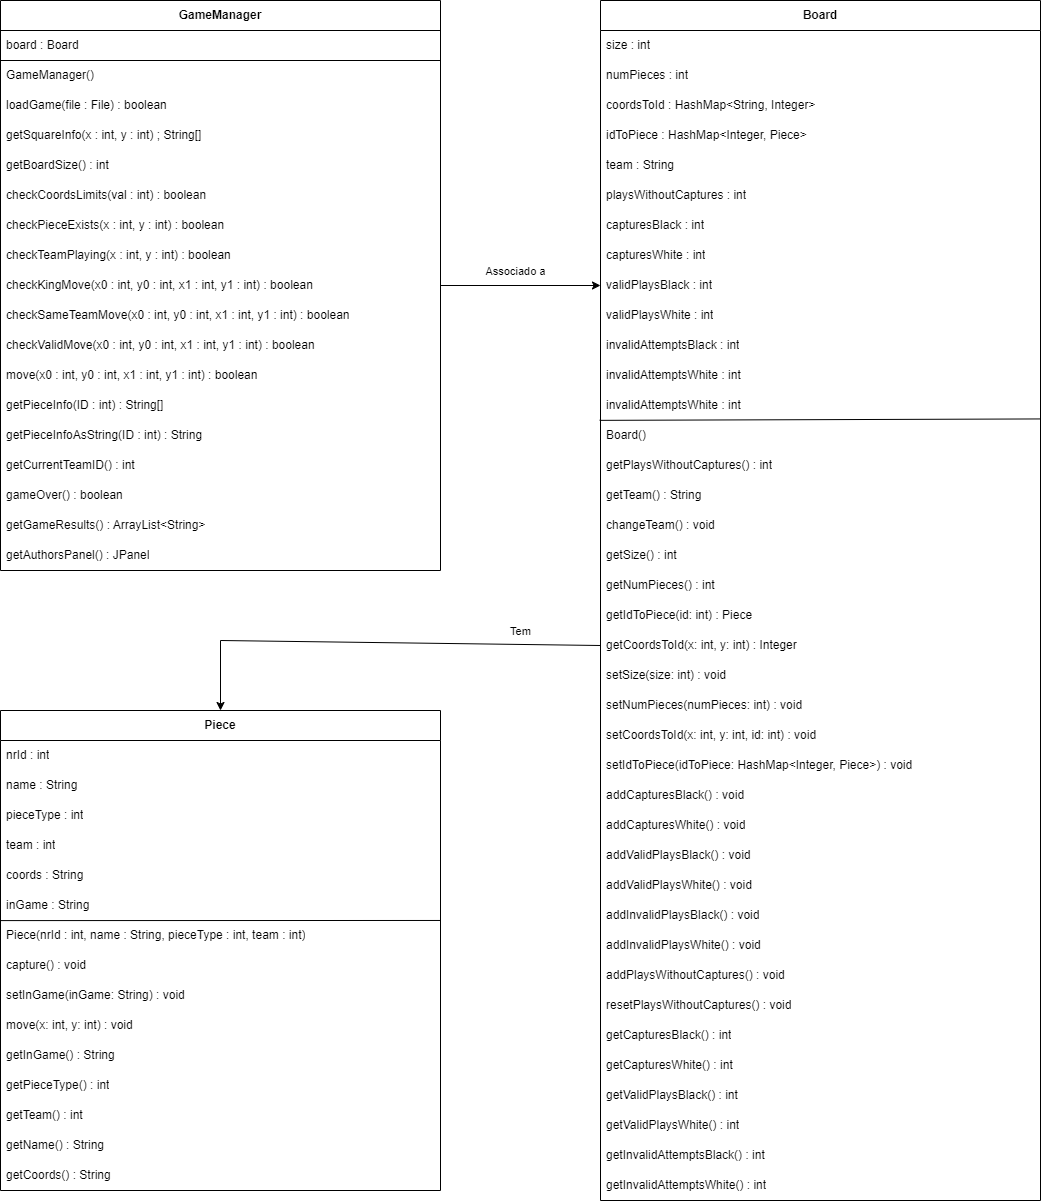 GameManager
board : Board
GameManager()
loadGame(file : File) : boolean
getSquareInfo(x : int, y : int) ; String[]
getBoardSize() : int
checkCoordsLimits(val : int) : boolean
checkPieceExists(x : int, y : int) : boolean
checkTeamPlaying(x : int, y : int) : boolean
checkKingMove(x0 : int, y0 : int, x1 : int, y1 : int) : boolean
checkSameTeamMove(x0 : int, y0 : int, x1 : int, y1 : int) : boolean
checkValidMove(x0 : int, y0 : int, x1 : int, y1 : int) : boolean
move(x0 : int, y0 : int, x1 : int, y1 : int) : boolean
getPieceInfo(ID : int) : String[]
getPieceInfoAsString(ID : int) : String
getCurrentTeamID() : int
gameOver() : boolean
getGameResults() : ArrayList<String>
getAuthorsPanel() : JPanel
Associado a
Board
size : int
numPieces : int
coordsToId : HashMap<String, Integer>
idToPiece : HashMap<Integer, Piece>
team : String
playsWithoutCaptures : int
capturesBlack : int
capturesWhite : int
validPlaysBlack : int
validPlaysWhite : int
invalidAttemptsBlack : int
invalidAttemptsWhite : int
invalidAttemptsWhite : int
Board()
getPlaysWithoutCaptures() : int
getTeam() : String
changeTeam() : void
getSize() : int
getNumPieces() : int
getIdToPiece(id: int) : Piece
getCoordsToId(x: int, y: int) : Integer
setSize(size: int) : void
setNumPieces(numPieces: int) : void
setCoordsToId(x: int, y: int, id: int) : void
setIdToPiece(idToPiece: HashMap<Integer, Piece>) : void
addCapturesBlack() : void
addCapturesWhite() : void
addValidPlaysBlack() : void
addValidPlaysWhite() : void
addInvalidPlaysBlack() : void
addInvalidPlaysWhite() : void
addPlaysWithoutCaptures() : void
resetPlaysWithoutCaptures() : void
getCapturesBlack() : int
getCapturesWhite() : int
getValidPlaysBlack() : int
getValidPlaysWhite() : int
getInvalidAttemptsBlack() : int
getInvalidAttemptsWhite() : int
Tem
Piece
nrId : int
name : String
pieceType : int
team : int
coords : String
inGame : String
Piece(nrId : int, name : String, pieceType : int, team : int)
capture() : void
setInGame(inGame: String) : void
move(x: int, y: int) : void
getInGame() : String
getPieceType() : int
getTeam() : int
getName() : String
getCoords() : String